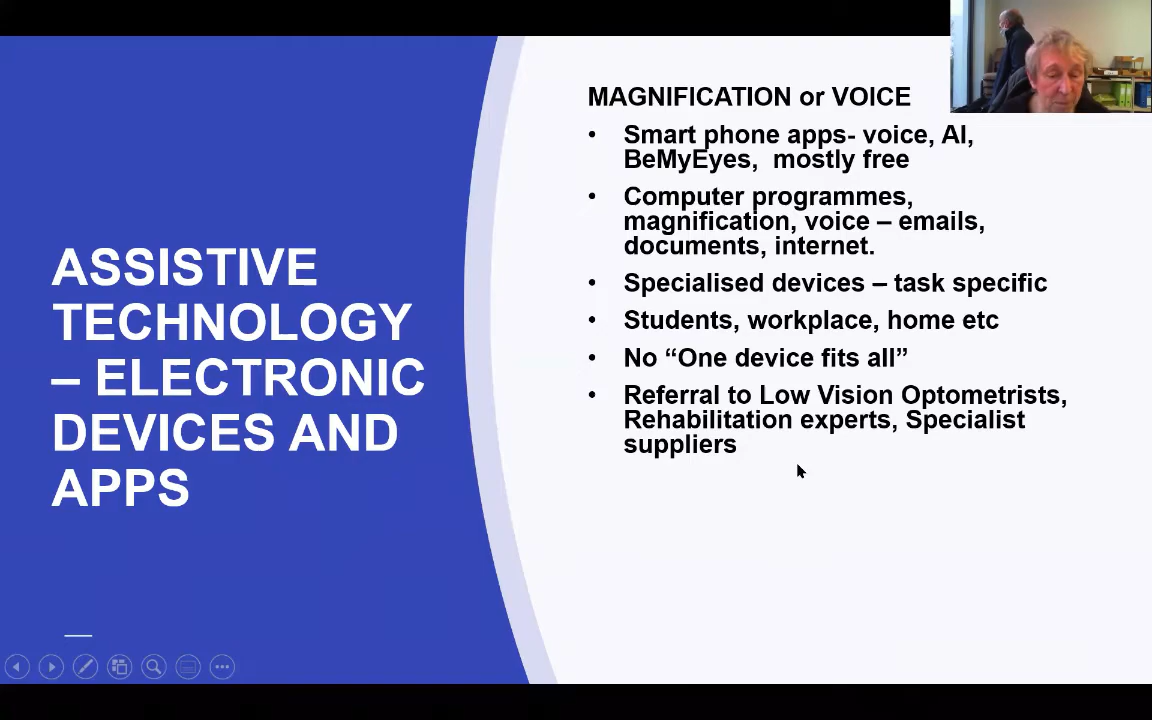 ASSISTIVE
TECHNOLOGY
– ELECTRONIC
DEVICES AND
APPS
MAGNIFICATION or VOICE
• Smart phone apps- voice, AI,
BeMyEyes,  mostly free
• Computer programmes,
magnification, voice – emails,
documents, internet.
• Specialised devices – task specific
• Students, workplace, home etc
• No “One device fits all”
• Referral to Low Vision Optometrists,
Rehabilitation experts, Specialist
suppliers